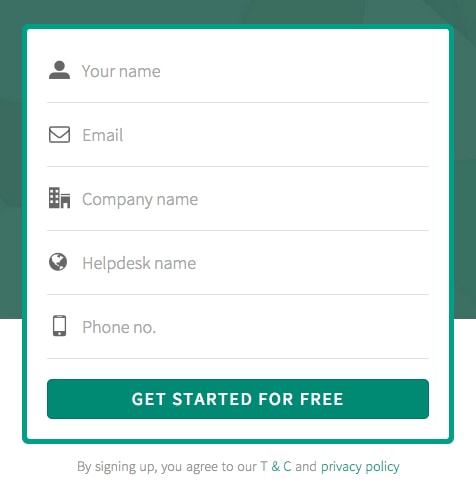 Your name
Email
Company name
Helpdesk name
Phone no.
GET STARTED FOR FREE
By signing up, you agree to our T & C and privacy policy